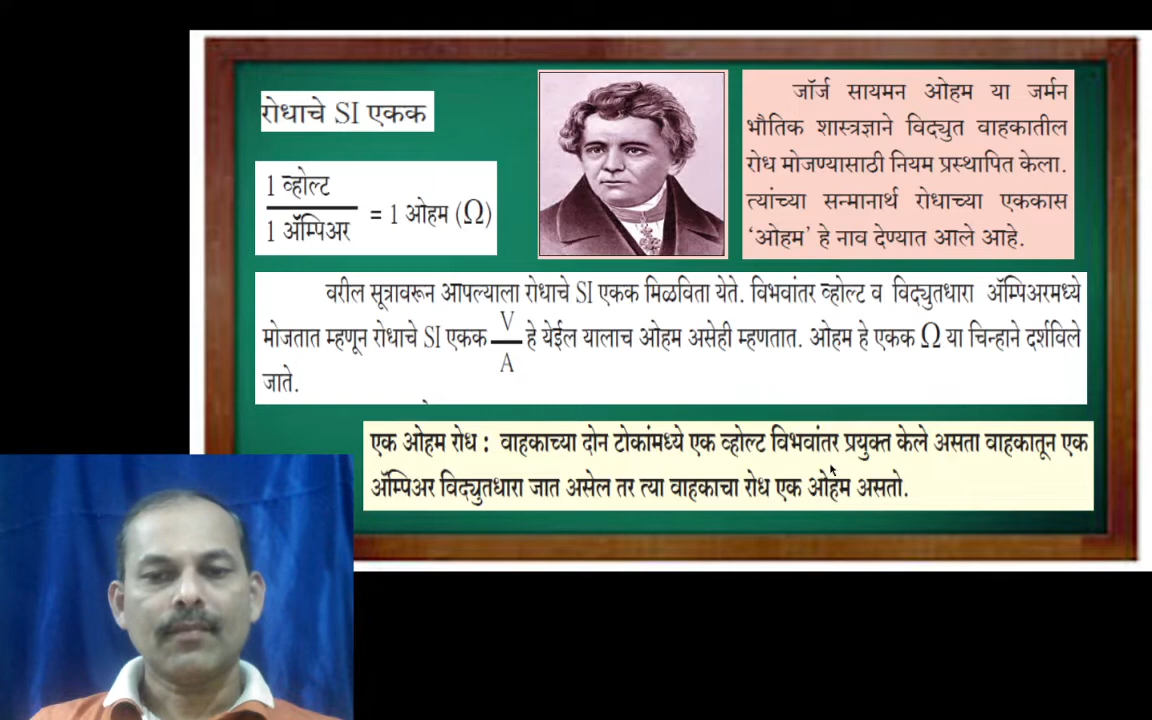 रोधाचे SI एकक
1 व्होल्ट
1 ॲम्पिअर
= 1 ओहम (Ω)
जॉर्ज सायमन ओहम या जर्मन
भौतिक शास्त्रज्ञाने विद्युत वाहकातील
रोध मोजण्यासाठी नियम प्रस्थापित केला.
त्यांच्या सन्मानार्थ रोधाच्या एककास
‘ओहम’ हे नाव देण्यात आले आहे.
वरील सूत्रावरून आपल्याला रोधाचे SI एकक मिळविता येते. विभवांतर व्होल्ट व विद्युतधारा ॲम्पिअरमध्ये
मोजतात म्हणून रोधाचे SI एकक V/A हे येईल यालाच ओहम असेही म्हणतात. ओहम हे एकक Ω या चिन्हाने दर्शविले
जाते.
एक ओहम रोध : वाहकाच्या दोन टोकांमध्ये एक व्होल्ट विभवांतर प्रयुक्त केले असता वाहकातून एक
ॲम्पिअर विद्युतधारा जात असेल तर त्या वाहकाचा रोध एक ओहम असतो.